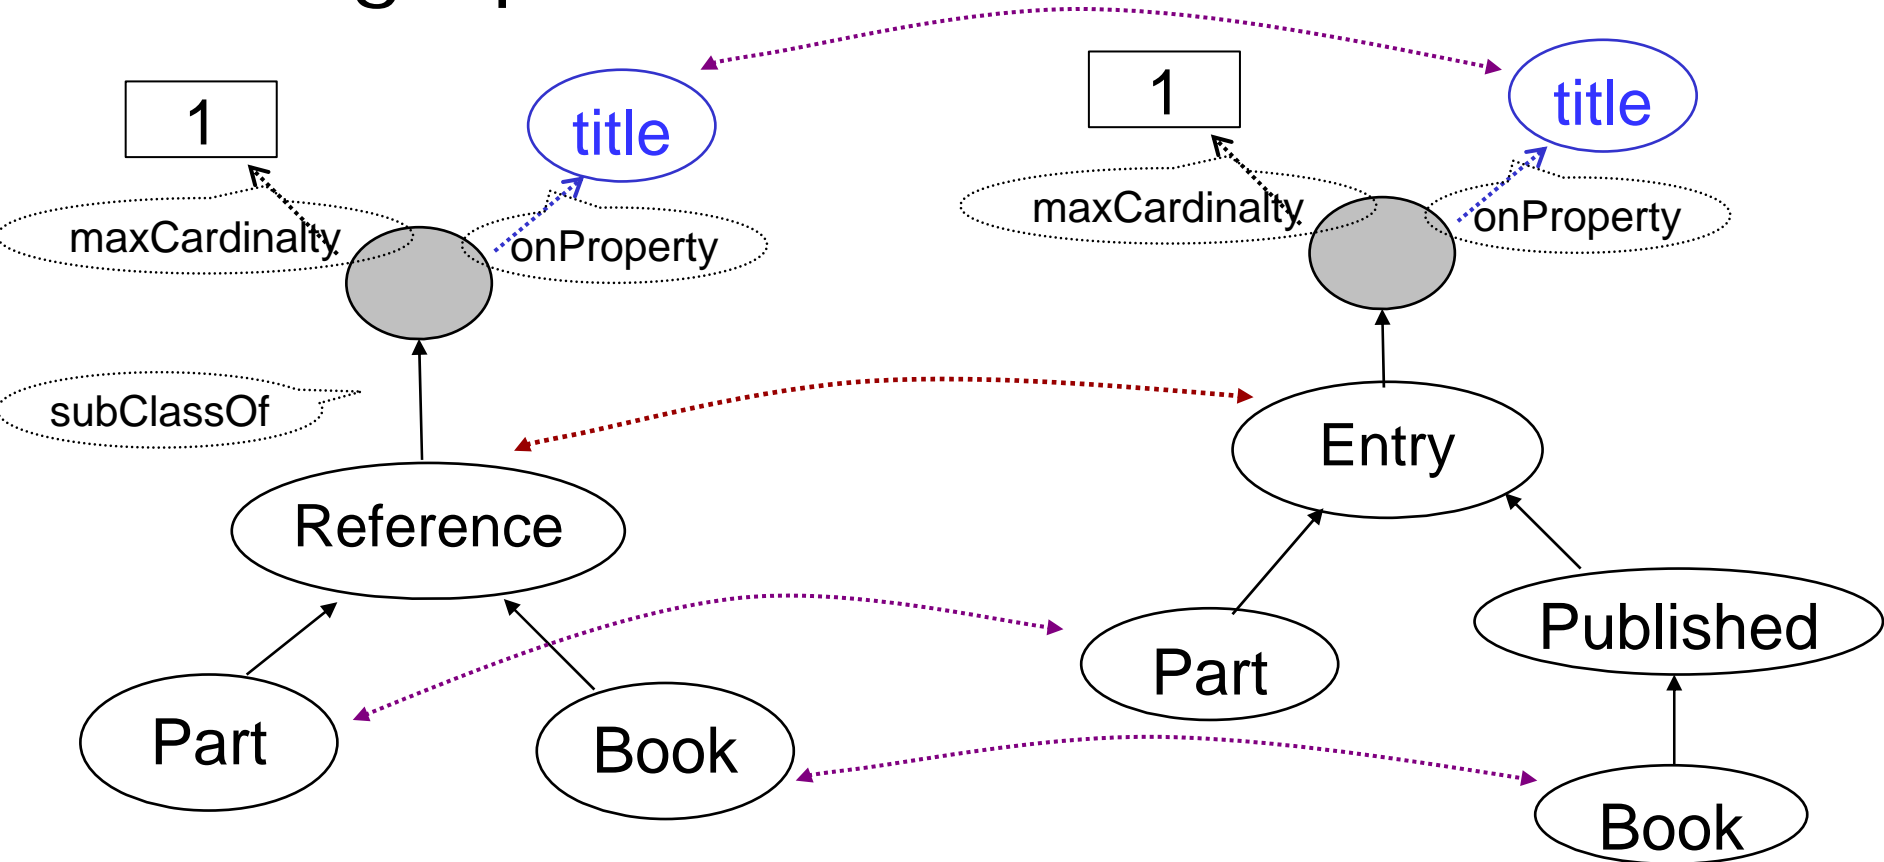 1
title
1
title
maxCardinalty
onProperty
maxCardinalty
onProperty
subClassOf
Entry
Reference
Published
Part
Part
Book
Book